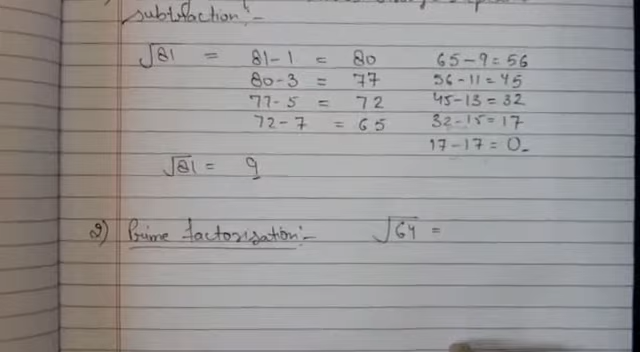 subtraction:-
√81 = 81-1 = 80 65-9=56
80-3 = 77 56-11=45
77-5 = 72 45-13=32
72-7 = 65 32-15=17
17-17=0
√81 = 9
2) Prime factorisation:- √64 =